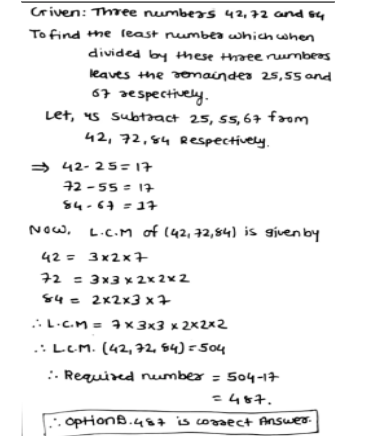 Given: Three numbers 42,72 and 84
To find the least number which when
divided by these three numbers
leaves the remainder 25,55 and
67 respectively.
Let, us subtract 25, 55, 67 from
42, 72, 84 Respectively.
⇒ 42-25=17
72-55=17
84-67=17
Now, L.C.M of (42,72,84) is given by
42 = 3×2×7
72 = 3×3×2×2×2
84 = 2×2×3×7
∴ L.C.M = 7×3×3×2×2×2
∴ L.C.M. (42,72,84)=504
∴ Required number = 504-17
= 487.
∴ option B. 487 is correct Answer.